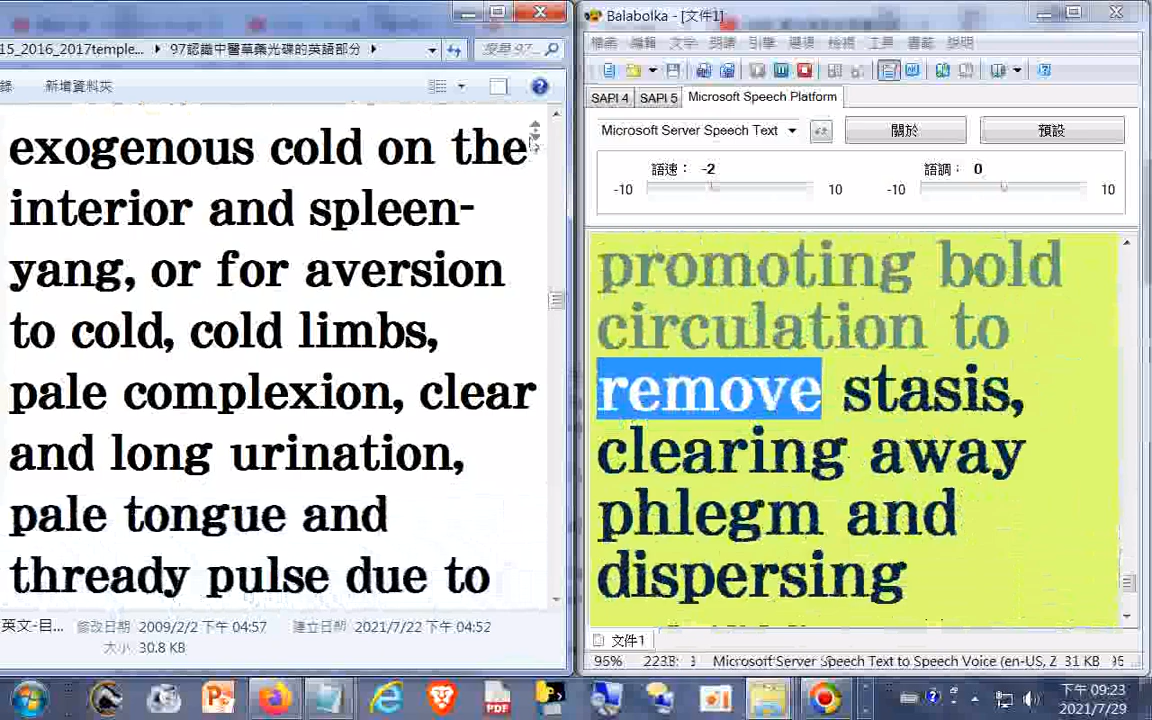 15_2016_2017temple...
97認識中醫草藥光碟的英語部分
搜尋 97...
錄
新增資料夾
exogenous cold on the
interior and spleen-
yang, or for aversion
to cold, cold limbs,
pale complexion, clear
and long urination,
pale tongue and
thready pulse due to
英文-目...
修改日期 2009/2/2 下午 04:57
建立日期 2021/7/22 下午 04:52
大小 30.8 KB
Balabolka - [文件1]
檔案 編輯 文字 朗讀 引擎 選項 檢視 工具 書籤 說明
SAPI 4 SAPI 5 Microsoft Speech Platform
Microsoft Server Speech Text
關於
預設
語速: -2
語調: 0
-10 10 -10 10
promoting bold
circulation to
remove stasis,
clearing away
phlegm and
dispersing
文件1
95% Microsoft Server Speech Text to Speech Voice (en-US, Z 31 KB
PDF
下午 09:23
2021/7/29